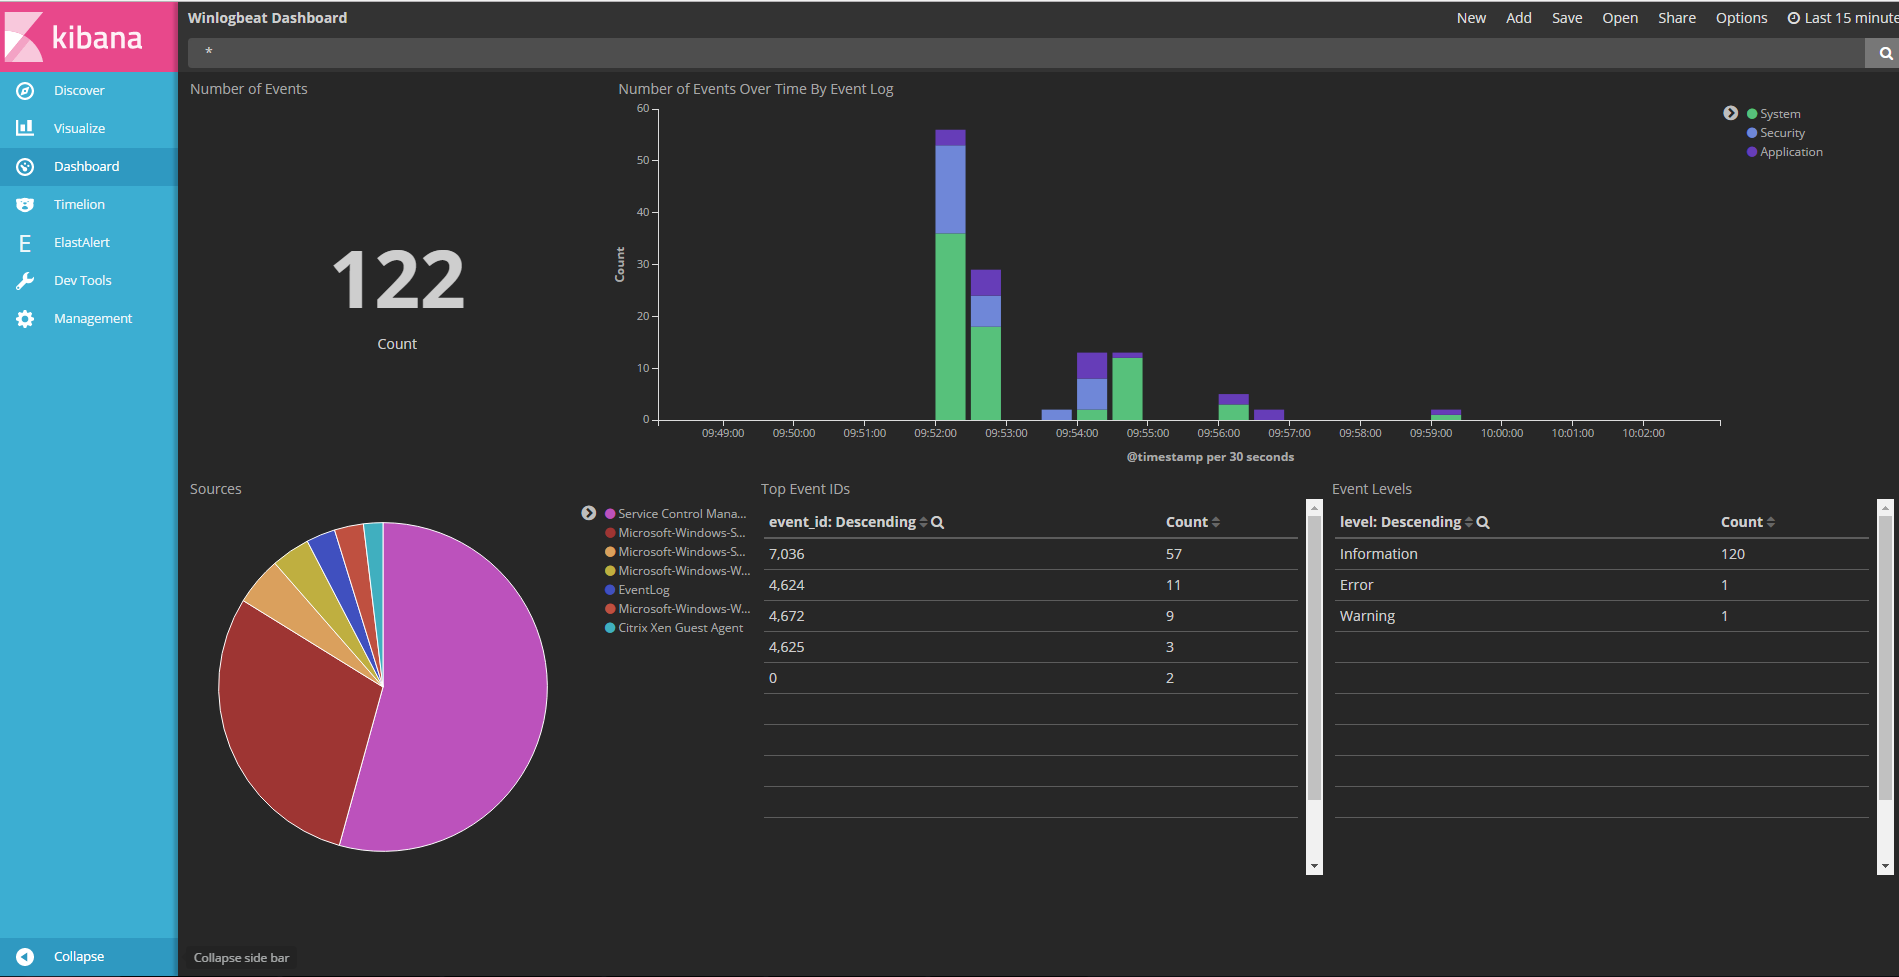 kibana
Discover
Visualize
Dashboard
Timelion
E ElastAlert
Dev Tools
Management
Collapse
Winlogbeat Dashboard
New Add Save Open Share Options Last 15 minute
*
Number of Events
122
Count
Number of Events Over Time By Event Log
60
50
40
30
20
10
0
Count
09:49:00 09:50:00 09:51:00 09:52:00 09:53:00 09:54:00 09:55:00 09:56:00 09:57:00 09:58:00 09:59:00 10:00:00 10:01:00 10:02:00
@timestamp per 30 seconds
System
Security
Application
Sources
Service Control Mana...
Microsoft-Windows-S...
Microsoft-Windows-S...
Microsoft-Windows-W...
EventLog
Microsoft-Windows-W...
Citrix Xen Guest Agent
Top Event IDs
event_id: Descending Count
7,036 57
4,624 11
4,672 9
4,625 3
0 2
Event Levels
level: Descending Count
Information 120
Error 1
Warning 1
Collapse side bar